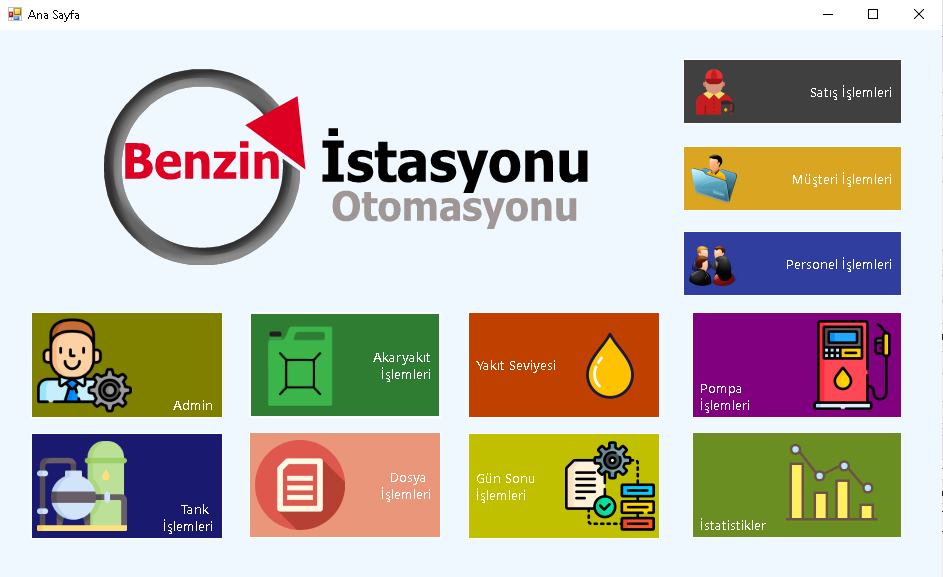 Ana Sayfa
Satış İşlemleri
Benzin İstasyonu
Otomasyonu
Müşteri İşlemleri
Personel İşlemleri
Admin
Akaryakıt
İşlemleri
Yakıt Seviyesi
Pompa
İşlemleri
Tank
İşlemleri
Dosya
İşlemleri
Gün Sonu
İşlemleri
İstatistikler